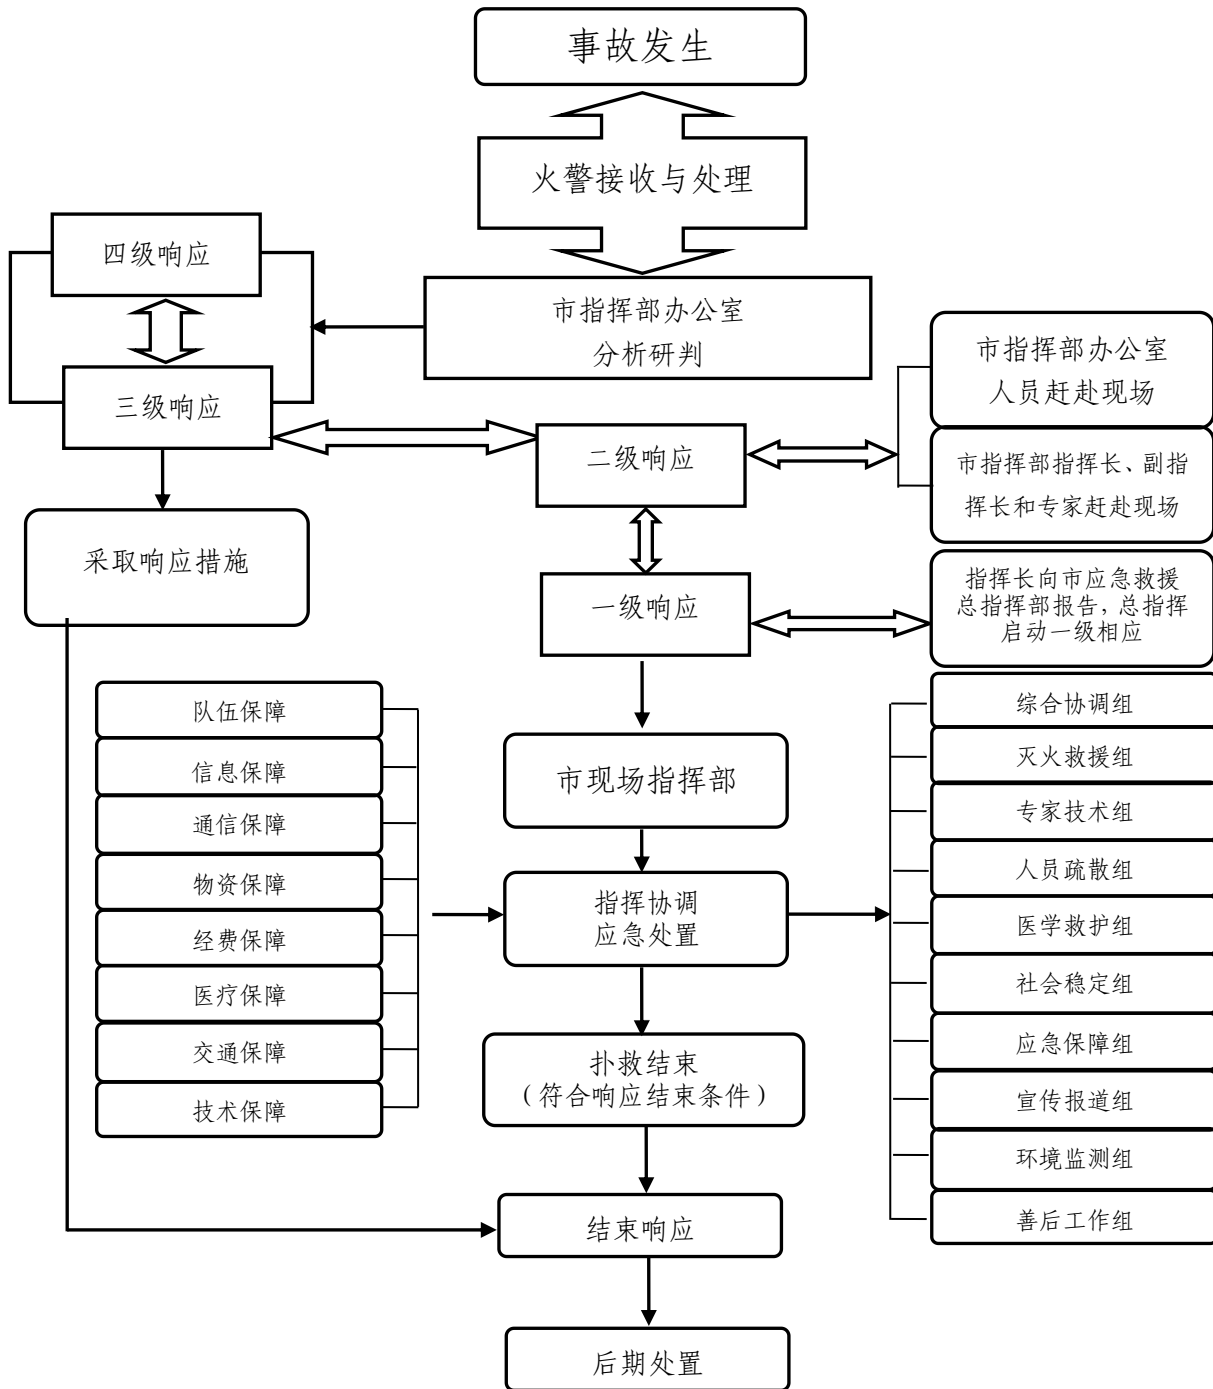 事故发生
火警接收与处理
四级响应
市指挥部办公室
分析研判
三级响应
市指挥部办公室
人员赶赴现场
二级响应
市指挥部指挥长、副指
挥长和专家赶赴现场
采取响应措施
一级响应
指挥长向市应急救援
总指挥部报告，总指挥
启动一级相应
队伍保障
信息保障
通信保障
物资保障
经费保障
医疗保障
交通保障
技术保障
市现场指挥部
指挥协调
应急处置
扑救结束
（符合响应结束条件）
结束响应
后期处置
综合协调组
灭火救援组
专家技术组
人员疏散组
医学救护组
社会稳定组
应急保障组
宣传报道组
环境监测组
善后工作组